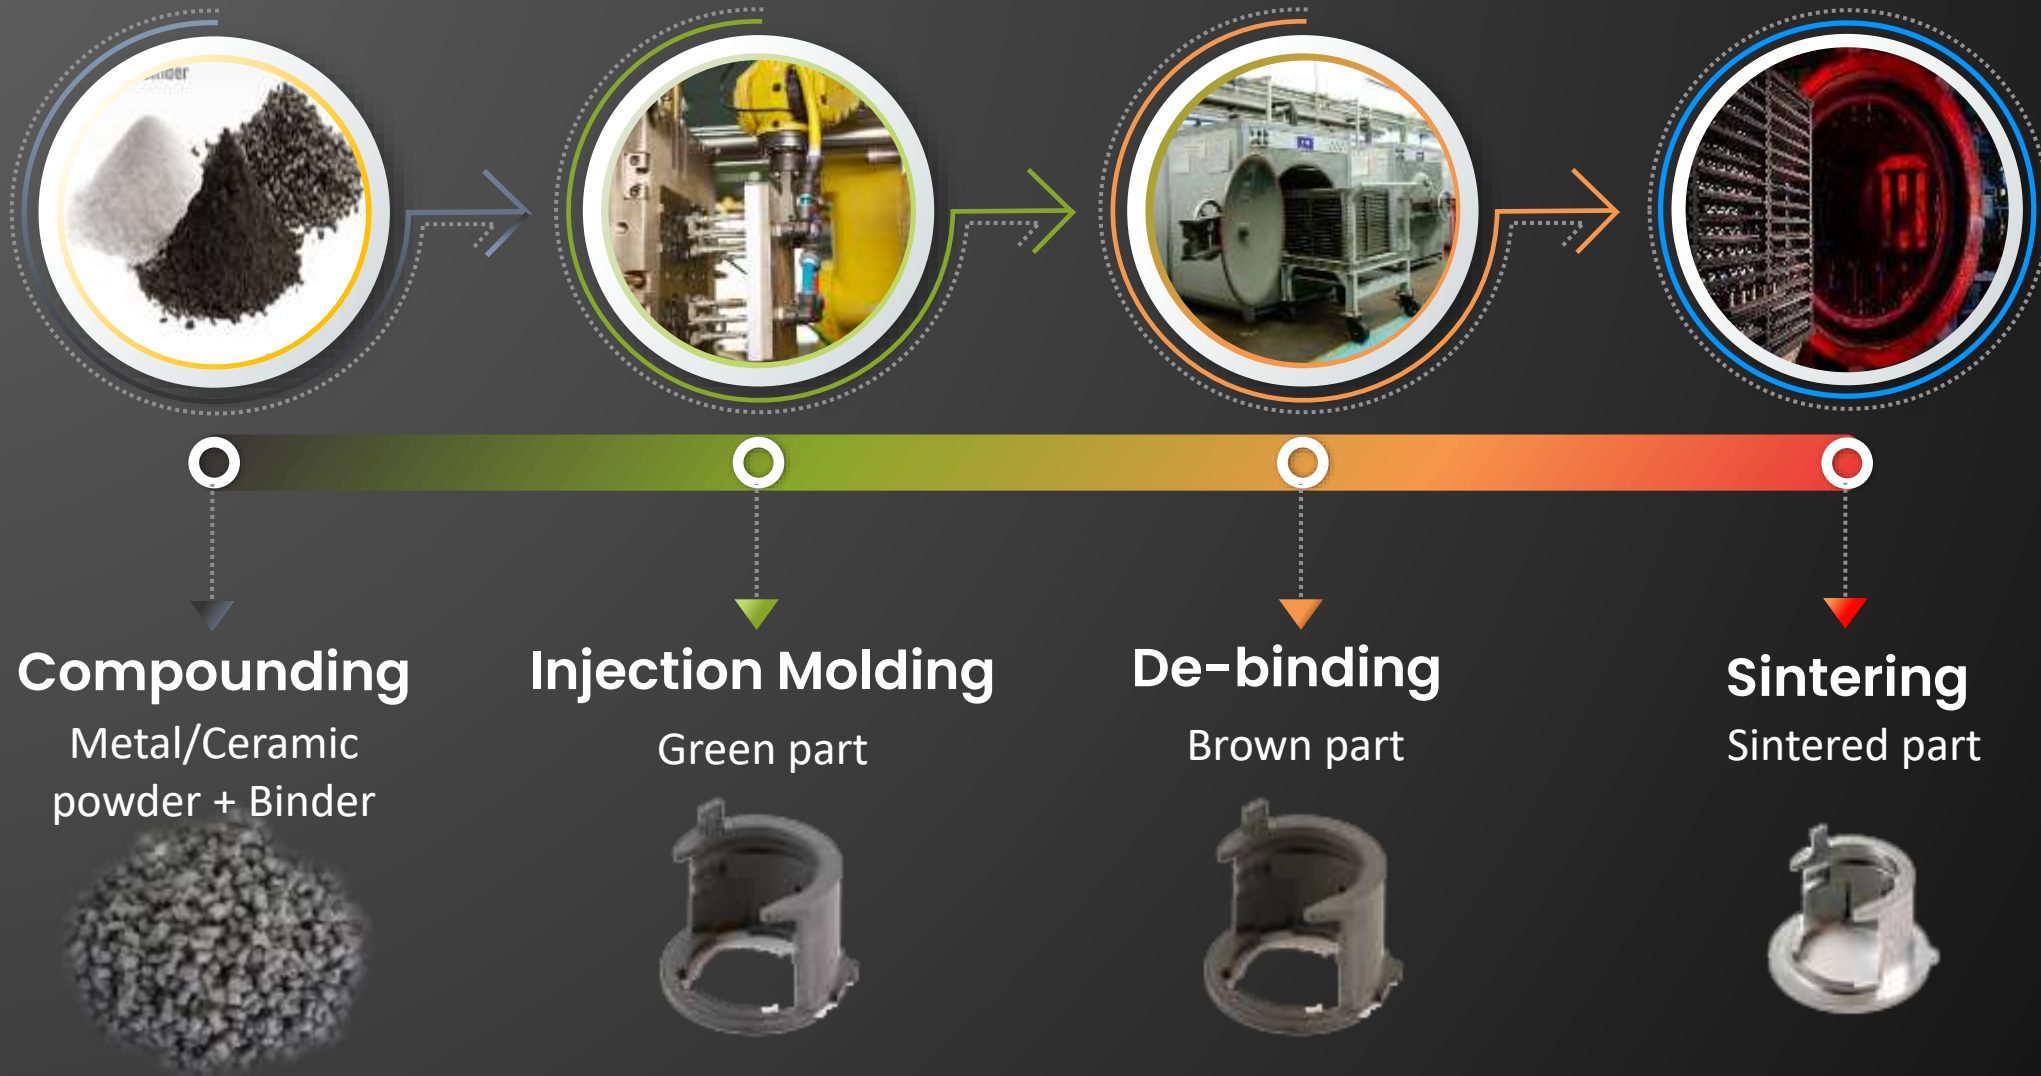 Compounding
Metal/Ceramic
powder + Binder
Injection Molding
Green part
De-binding
Brown part
Sintering
Sintered part